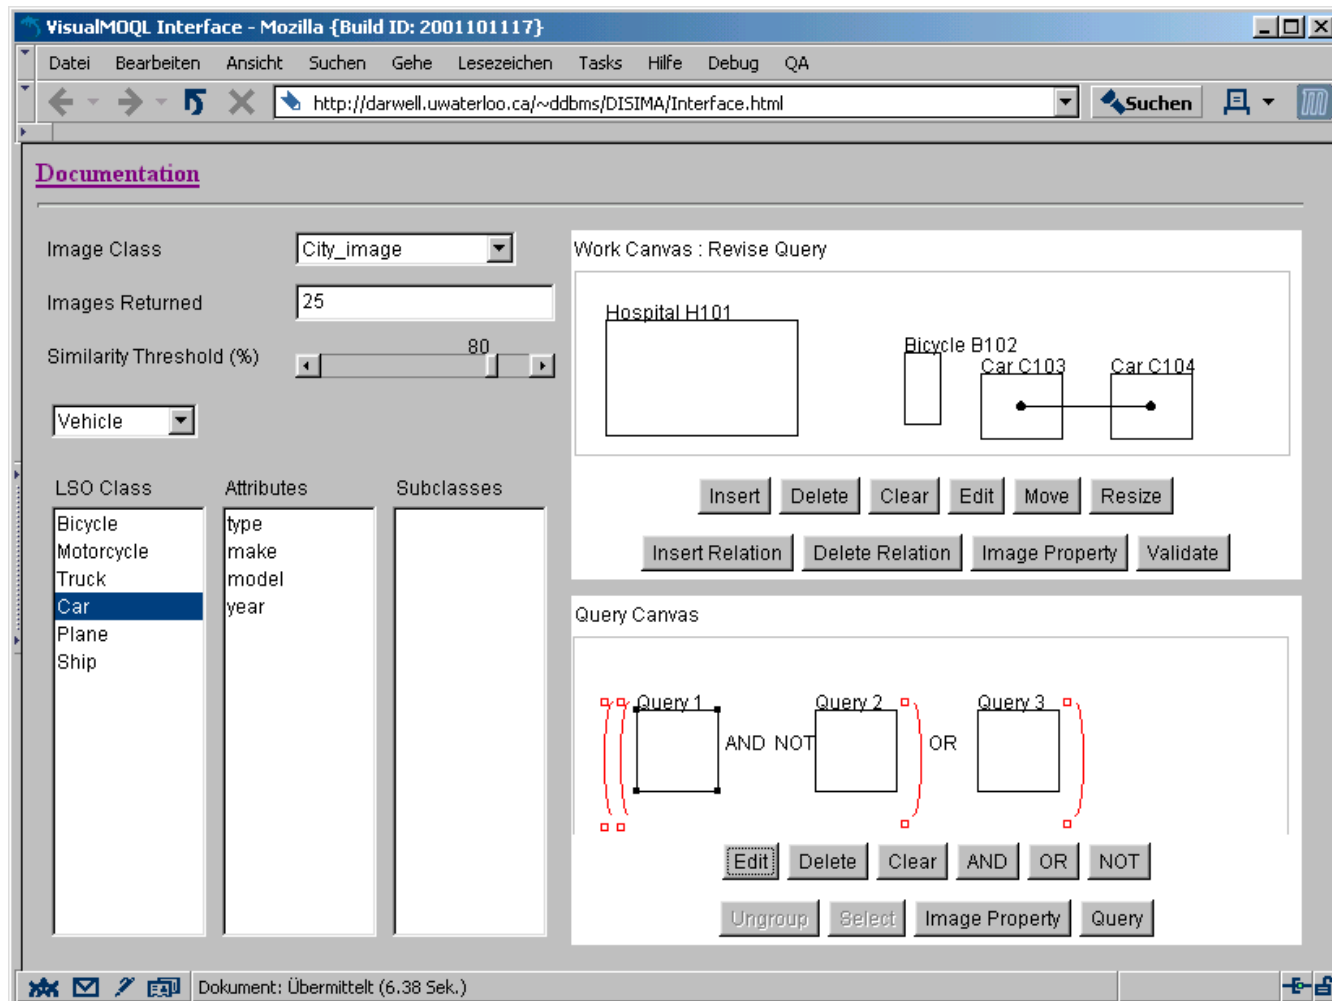 VisualMOQL Interface - Mozilla {Build ID: 2001101117}
Datei Bearbeiten Ansicht Suchen Gehe Lesezeichen Tasks Hilfe Debug QA
http://darwell.uwaterloo.ca/~ddbms/DISIMA/Interface.html Suchen
Documentation
Image Class City_image
Images Returned 25
Similarity Threshold (%) 80
Vehicle
LSO Class Attributes Subclasses
Bicycle type
Motorcycle make
Truck model
Car year
Plane
Ship
Work Canvas : Revise Query
Hospital H101
Bicycle B102
Car C103 Car C104
Insert Delete Clear Edit Move Resize
Insert Relation Delete Relation Image Property Validate
Query Canvas
Query 1 Query 2 Query 3
AND NOT OR
Edit Delete Clear AND OR NOT
Ungroup Select Image Property Query
Dokument: Übermittelt (6.38 Sek.)